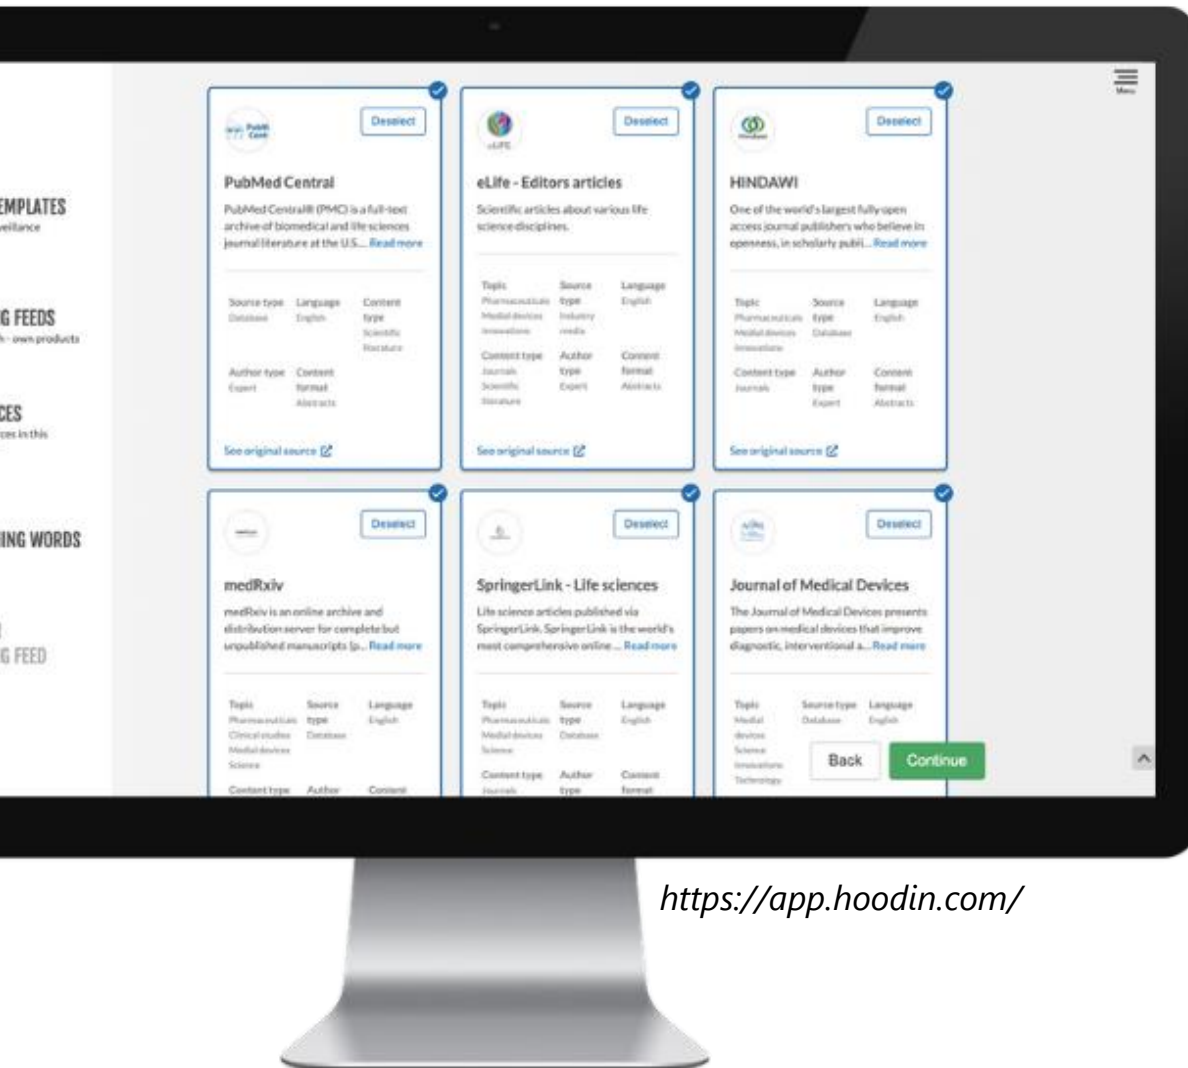 Menu
EMPLATES
veillance
G FEEDS
h - own products
CES
ces in this
ING WORDS
G FEED
Deselect
PubMed Central
PubMed Central® (PMC) is a full-text
archive of biomedical and life sciences
journal literature at the U.S.... Read more
Source type Language Content
Database English type
Scientific
literature
Author type Content
Expert format
Abstracts
See original source
Deselect
eLIFE
eLife - Editors articles
Scientific articles about various life
science disciplines.
Topic Source Language
Pharmaceuticals type English
Medial devices Industry
Innovations media
Content type Author Content
Journals type format
Scientific Expert Abstracts
literature
See original source
Deselect
Hindawi
HINDAWI
One of the world's largest fully open
access journal publishers who believe in
openness, in scholarly publi... Read more
Topic Source Language
Pharmaceuticals type English
Medial devices Database
Innovations
Content type Author Content
Journals type format
Expert Abstracts
See original source
Deselect
medRxiv
medRxiv is an online archive and
distribution server for complete but
unpublished manuscripts (p... Read more
Topic Source Language
Pharmaceuticals type English
Clinical studies Database
Medial devices
Science
Content type Author Content
Deselect
SpringerLink - Life sciences
Life science articles published via
SpringerLink. SpringerLink is the world's
most comprehensive online ... Read more
Topic Source Language
Pharmaceuticals type English
Medial devices Database
Science
Content type Author Content
Journals type format
Deselect
Journal of Medical Devices
The Journal of Medical Devices presents
papers on medical devices that improve
diagnostic, interventional a... Read more
Topic Source type Language
Medial Database English
devices
Science
Innovations
Technology
Back Continue
https://app.hoodin.com/